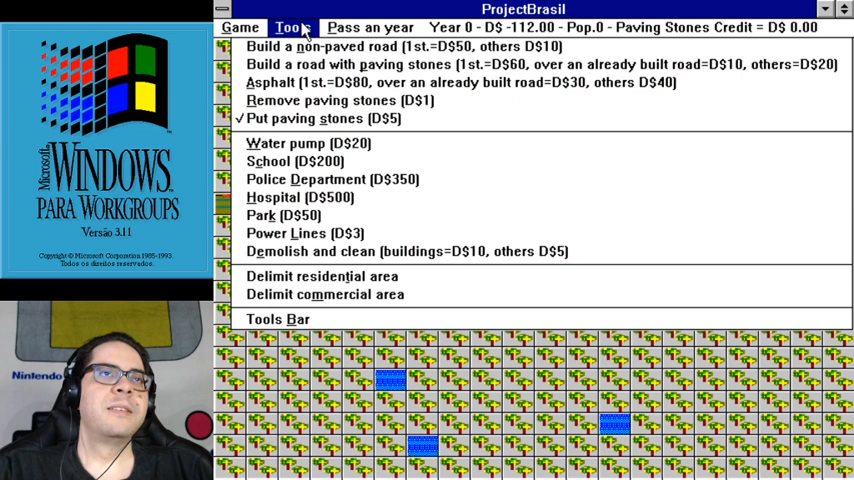 ProjectBrasil
Game Tools Pass an year Year 0 - D$ -112.00 - Pop.0 - Paving Stones Credit = D$ 0.00
Build a non-paved road (1st.=D$50, others D$10)
Build a road with paving stones (1st.=D$60, over an already built road=D$10, others=D$20)
Asphalt (1st.=D$80, over an already built road=D$30, others D$40)
Remove paving stones (D$1)
✓ Put paving stones (D$5)
Water pump (D$20)
School (D$200)
Police Department (D$350)
Hospital (D$500)
Park (D$50)
Power Lines (D$3)
Demolish and clean (buildings=D$10, others D$5)
Delimit residential area
Delimit commercial area
Tools Bar
Microsoft
WINDOWS
PARA WORKGROUPS
Versão 3.11
Copyright © Microsoft Corporation 1985-1993.
Todos os direitos reservados.
Nintendo